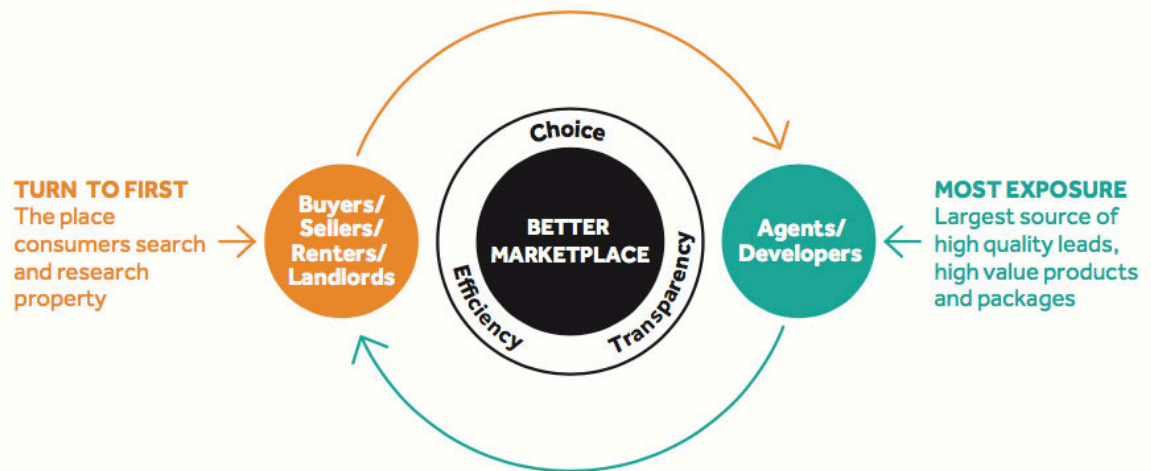 TURN TO FIRST
The place
consumers search
and research
property
Buyers/
Sellers/
Renters/
Landlords
Choice
BETTER
MARKETPLACE
Efficiency
Transparency
Agents/
Developers
MOST EXPOSURE
Largest source of
high quality leads,
high value products
and packages